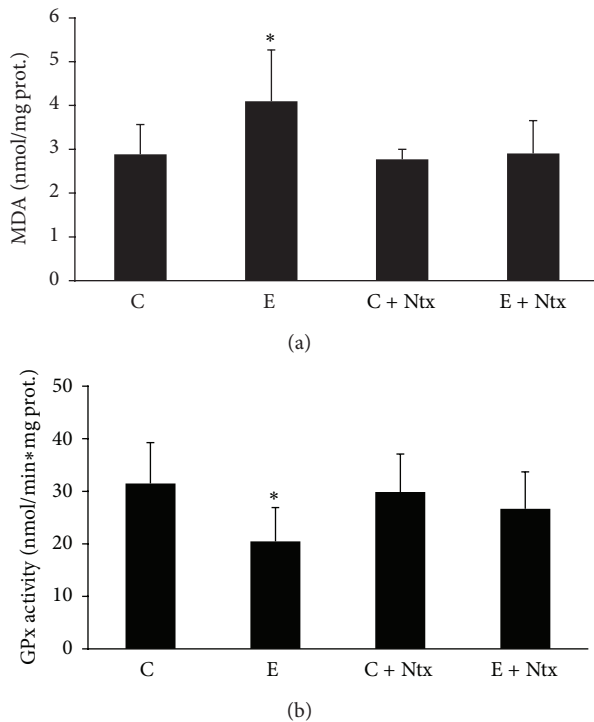 MDA (nmol/mg prot.)
6
5
4
3
2
1
0
*
C
E
C + Ntx
E + Ntx
(a)
GPx activity (nmol/min*mg prot.)
50
40
30
20
10
0
*
C
E
C + Ntx
E + Ntx
(b)